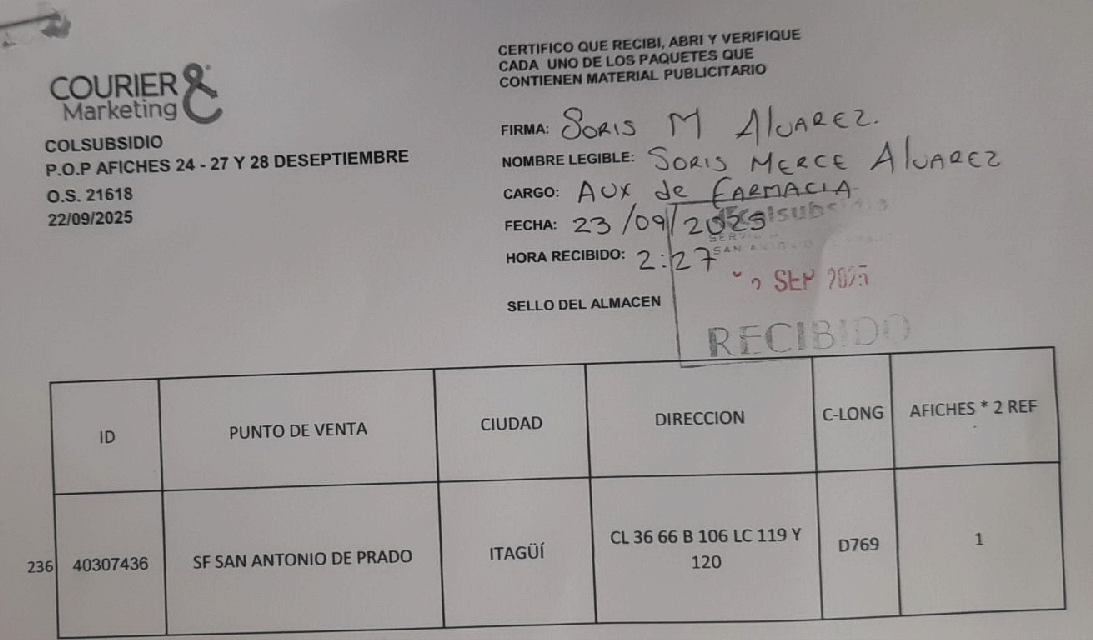 COURIER &
Marketing
COLSUBSIDIO
P.O.P AFICHES 24 - 27 Y 28 DESEPTIEMBRE
O.S. 21618
22/09/2025
CERTIFICO QUE RECIBI, ABRI Y VERIFIQUE
CADA UNO DE LOS PAQUETES QUE
CONTIENEN MATERIAL PUBLICITARIO
FIRMA: SORIS M AlVAREZ.
NOMBRE LEGIBLE: SORIS MERCE AlVAREZ
CARGO: AUX de FARMACIA
FECHA: 23/09/2025
HORA RECIBIDO: 2:27
SELLO DEL ALMACEN
colsubsidio
SAN
SEP 2025
RECIBIDO
ID PUNTO DE VENTA CIUDAD DIRECCION C-LONG AFICHES * 2 REF
236 40307436 SF SAN ANTONIO DE PRADO ITAGÜÍ CL 36 66 B 106 LC 119 Y
120 D769 1